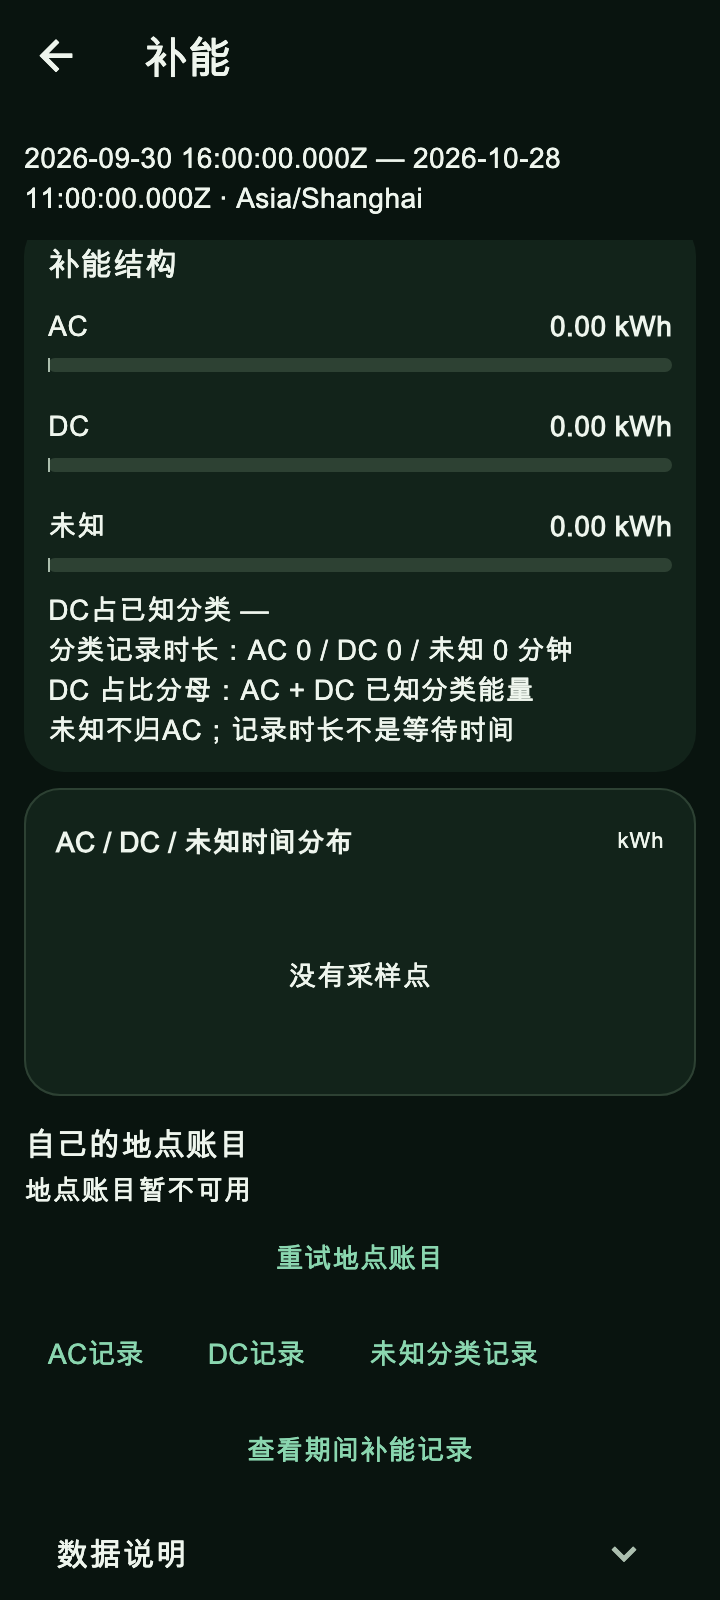 补能
2026-09-30 16:00:00.000Z — 2026-10-28
11:00:00.000Z · Asia/Shanghai
补能结构
AC 0.00 kWh
DC 0.00 kWh
未知 0.00 kWh
DC占已知分类 —
分类记录时长：AC 0 / DC 0 / 未知 0 分钟
DC 占比分母：AC + DC 已知分类能量
未知不归AC；记录时长不是等待时间
AC / DC / 未知时间分布 kWh
没有采样点
自己的地点账目
地点账目暂不可用
重试地点账目
AC记录 DC记录 未知分类记录
查看期间补能记录
数据说明